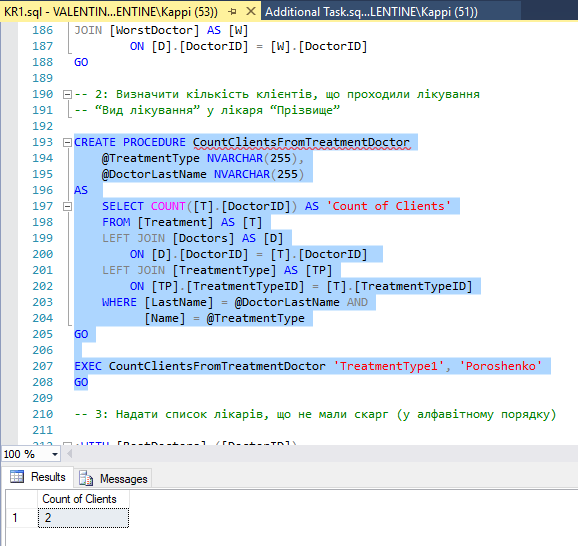 KR1.sql - VALENTIN...ENTINE\Kappi (53))
Additional Task.sq...LENTINE\Kappi (51))
186 JOIN [WorstDoctor] AS [W]
187 ON [D].[DoctorID] = [W].[DoctorID]
188 GO
189
190 -- 2: Визначити кількість клієнтів, що проходили лікування
191 -- “Вид лікування” у лікаря “Прізвище”
192
193 CREATE PROCEDURE CountClientsFromTreatmentDoctor
194 @TreatmentType NVARCHAR(255),
195 @DoctorLastName NVARCHAR(255)
196 AS
197 SELECT COUNT([T].[DoctorID]) AS 'Count of Clients'
198 FROM [Treatment] AS [T]
199 LEFT JOIN [Doctors] AS [D]
200 ON [D].[DoctorID] = [T].[DoctorID]
201 LEFT JOIN [TreatmentType] AS [TP]
202 ON [TP].[TreatmentTypeID] = [T].[TreatmentTypeID]
203 WHERE [LastName] = @DoctorLastName AND
204 [Name] = @TreatmentType
205 GO
206
207 EXEC CountClientsFromTreatmentDoctor 'TreatmentType1', 'Poroshenko'
208 GO
209
210 -- 3: Надати список лікарів, що не мали скарг (у алфавітному порядку)
211
100 %
Results Messages
Count of Clients
1 2